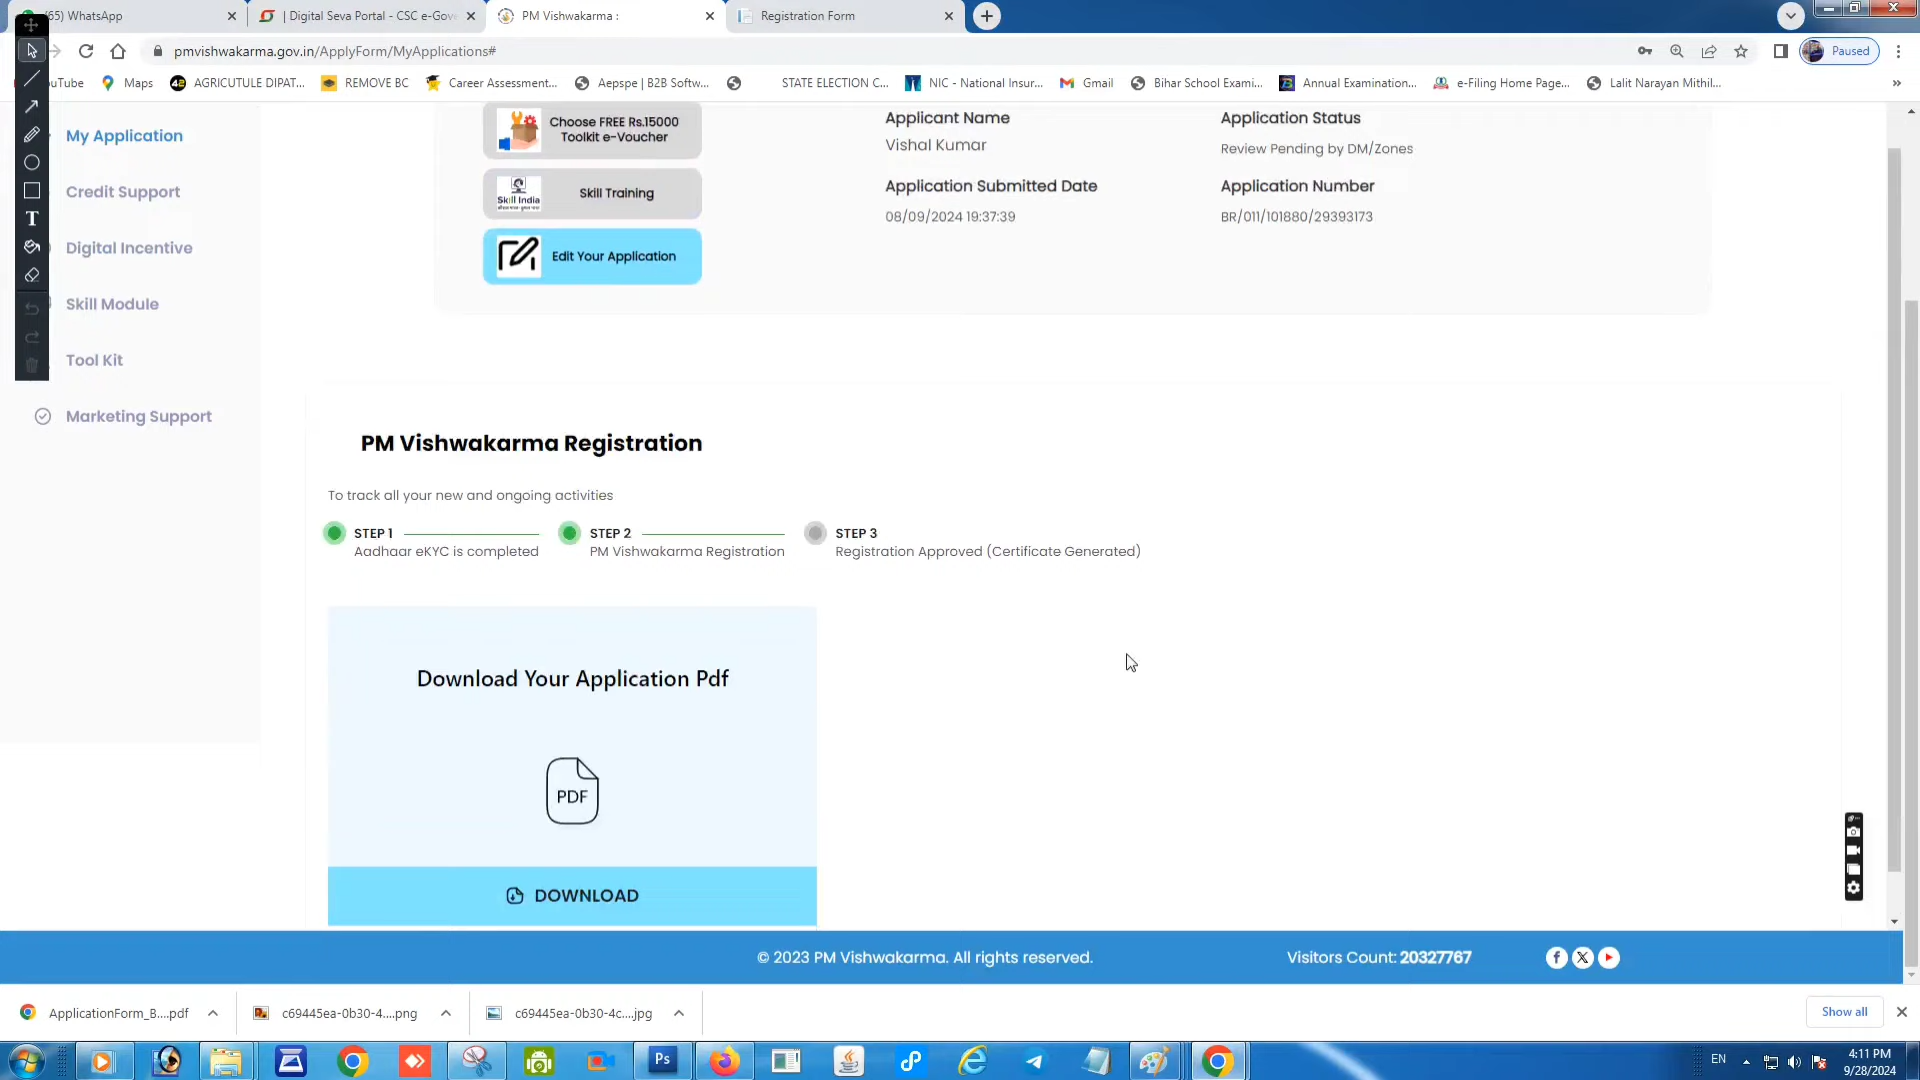 (65) WhatsApp
| Digital Seva Portal - CSC e-Gove
PM Vishwakarma :
Registration Form
pmvishwakarma.gov.in/ApplyForm/MyApplications#
Paused
Maps
AGRICUTULE DIPAT...
REMOVE BC
Career Assessment...
Aepspe | B2B Softw...
STATE ELECTION C...
NIC - National Insur...
Gmail
Bihar School Exami...
Annual Examination...
e-Filing Home Page...
Lalit Narayan Mithil...
»
T
My Application
Credit Support
Digital Incentive
Skill Module
Tool Kit
Marketing Support
Choose FREE Rs.15000
Toolkit e-Voucher
Skill India
Skill Training
Edit Your Application
Applicant Name
Vishal Kumar
Application Status
Review Pending by DM/Zones
Application Submitted Date
08/09/2024 19:37:39
Application Number
BR/011/101880/29393173
PM Vishwakarma Registration
To track all your new and ongoing activities
STEP 1
Aadhaar eKYC is completed
STEP 2
PM Vishwakarma Registration
STEP 3
Registration Approved (Certificate Generated)
Download Your Application Pdf
PDF
DOWNLOAD
© 2023 PM Vishwakarma. All rights reserved.
Visitors Count: 20327767
ApplicationForm_B....pdf
c69445ea-0b30-4....png
c69445ea-0b30-4c....jpg
Show all
Ps
EN
4:11 PM
9/28/2024